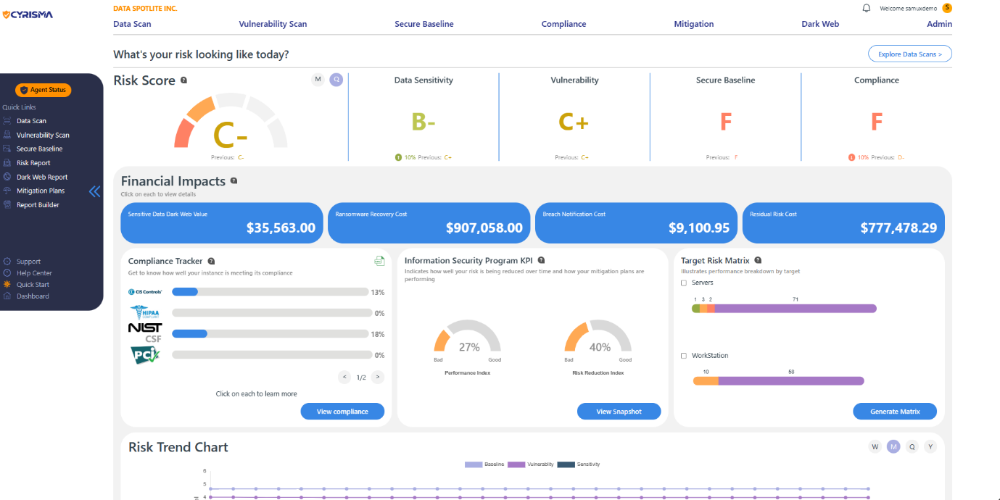 CYRISMA
DATA SPOTLITE INC.
Welcome samuxdemo
S
Data Scan
Vulnerability Scan
Secure Baseline
Compliance
Mitigation
Dark Web
Admin
What's your risk looking like today?
Explore Data Scans >
Agent Status
Quick Links
Data Scan
Vulnerability Scan
Secure Baseline
Risk Report
Dark Web Report
Mitigation Plans
Report Builder
Support
Help Center
Quick Start
Dashboard
Risk Score ?
M
Q
C-
Previous: C-
Data Sensitivity
B-
10% Previous: C+
Vulnerability
C+
Previous: C+
Secure Baseline
F
Previous: F
Compliance
F
10% Previous: D-
Financial Impacts ?
Click on each to view details
Sensitive Data Dark Web Value
$35,563.00
Ransomware Recovery Cost
$907,058.00
Breach Notification Cost
$9,100.95
Residual Risk Cost
$777,478.29
Compliance Tracker ?
Get to know how well your instance is meeting its compliance
CIS Controls
13%
HIPAA
COMPLIANT
0%
NIST
CSF
18%
PCI
0%
< 1/2 >
Click on each to learn more
View compliance
Information Security Program KPI ?
Indicates how well your risk is being reduced over time and how your mitigation plans are
performing
27%
Bad Good
Performance Index
40%
Bad Good
Risk Reduction Index
View Snapshot
Target Risk Matrix ?
Illustrates performance breakdown by target
Servers
1 3 2 71
WorkStation
10 58
Generate Matrix
Risk Trend Chart
W M Q Y
Baseline Vulnerablity Sensitivity
6
5
4